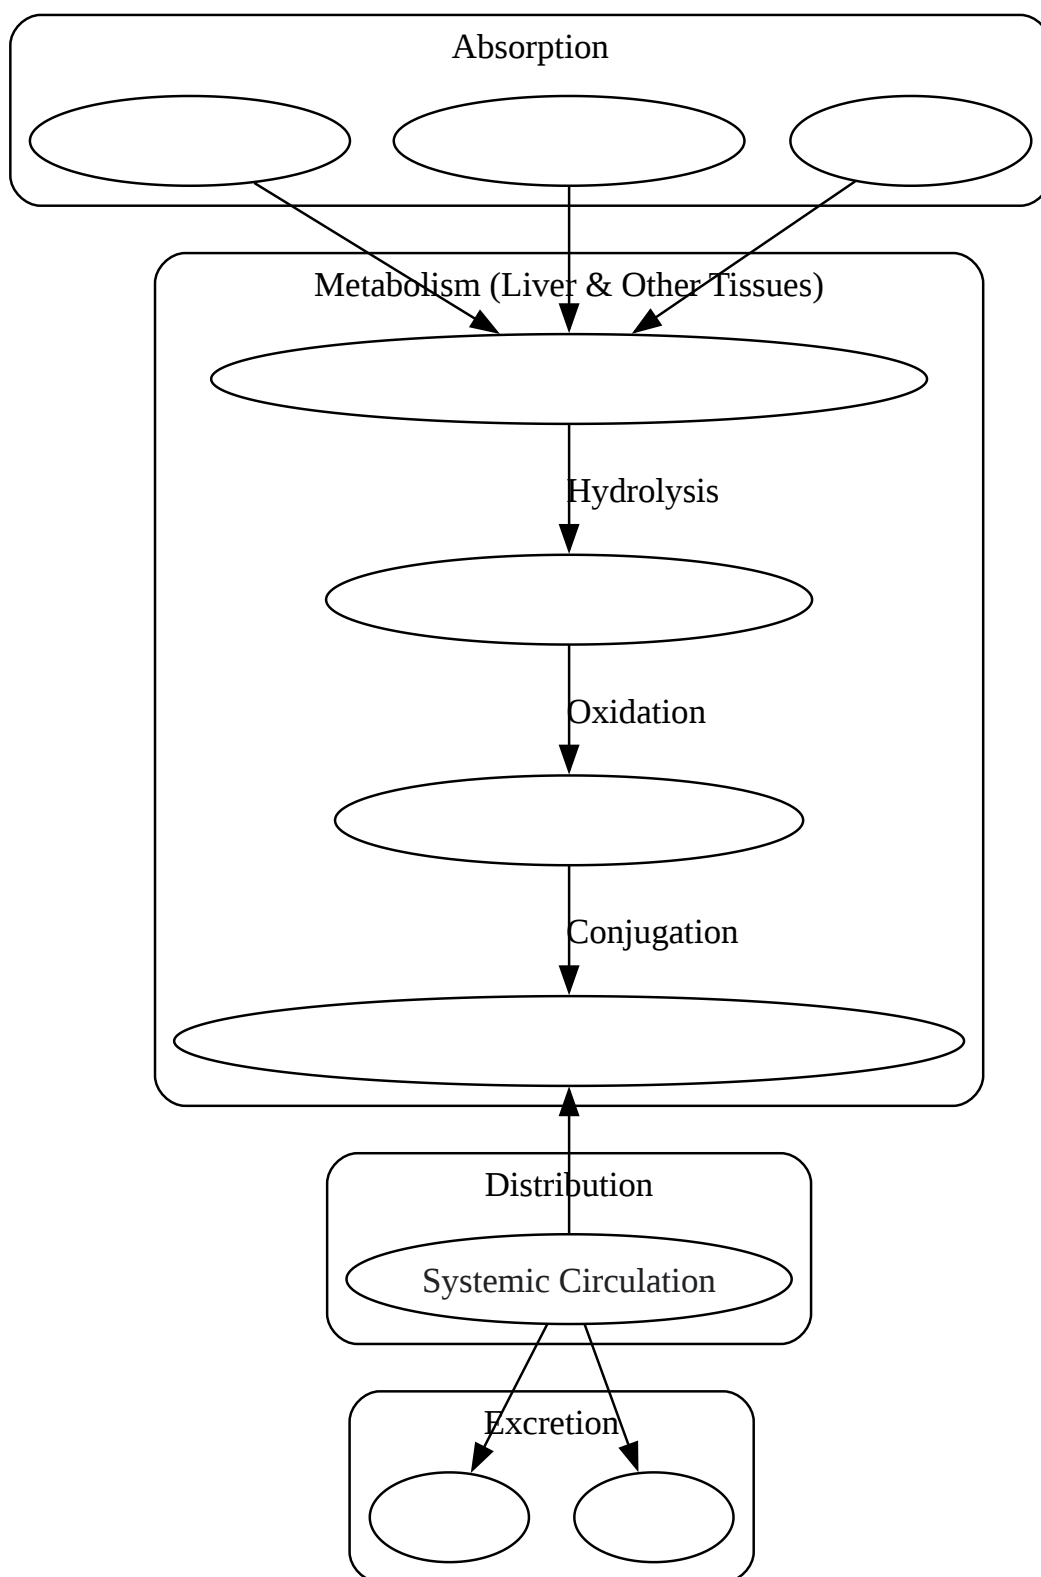 Absorption
Metabolism (Liver & Other Tissues)
Hydrolysis
Oxidation
Conjugation
Distribution
Systemic Circulation
Excretion